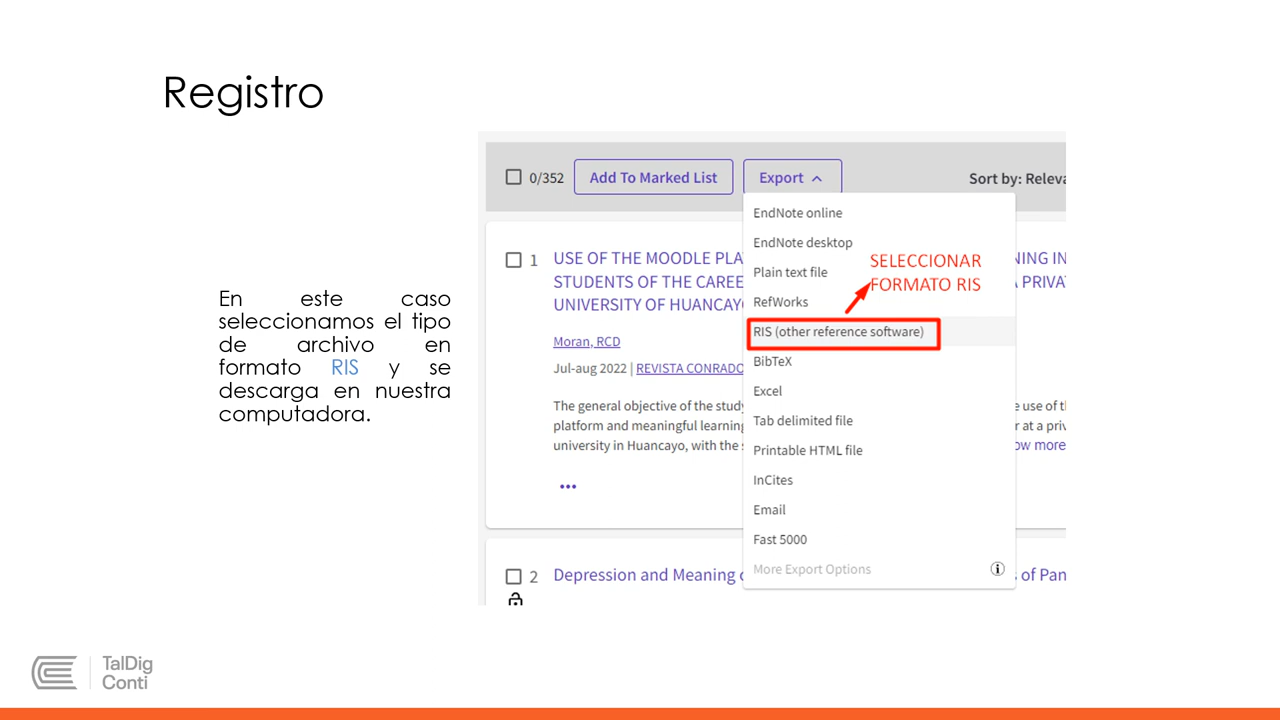 Registro
En este caso
seleccionamos el tipo
de archivo en
formato RIS y se
descarga en nuestra
computadora.
0/352
Add To Marked List
Export
Sort by: Releva
EndNote online
EndNote desktop
Plain text file
RefWorks
RIS (other reference software)
BibTeX
Excel
Tab delimited file
Printable HTML file
InCites
Email
Fast 5000
More Export Options
SELECCIONAR
FORMATO RIS
1
USE OF THE MOODLE PLA NING IN
STUDENTS OF THE CAREE A PRIVA
UNIVERSITY OF HUANCAY
Moran, RCD
Jul-aug 2022 | REVISTA CONRADO
The general objective of the study e use of t
platform and meaningful learning r at a priv
university in Huancayo, with the s ow more
2
Depression and Meaning o s of Pan
TalDig
Conti